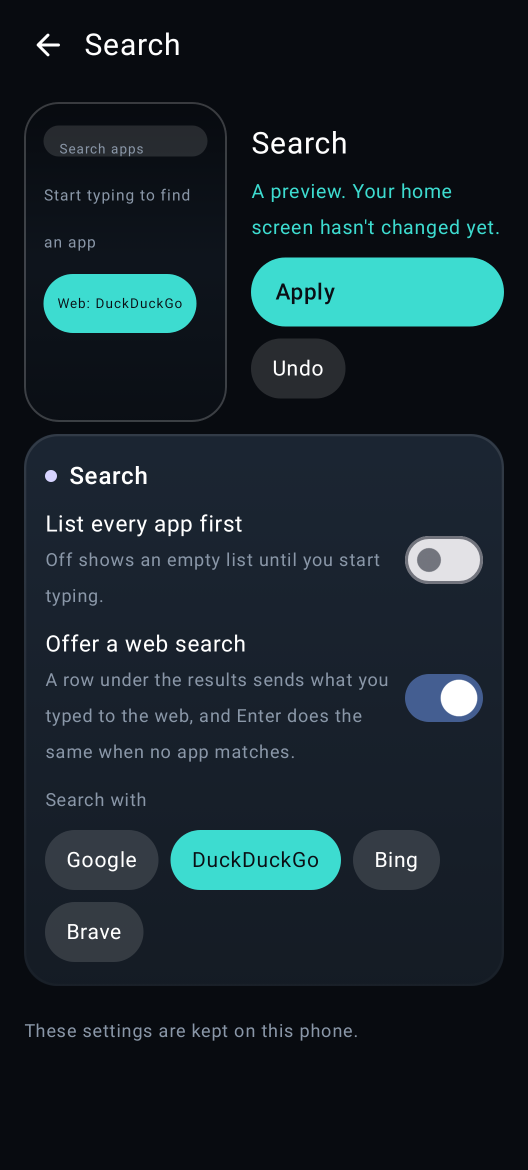 Search
Search apps
Start typing to find
an app
Web: DuckDuckGo
Search
A preview. Your home
screen hasn't changed yet.
Apply
Undo
Search
List every app first
Off shows an empty list until you start
typing.
Offer a web search
A row under the results sends what you
typed to the web, and Enter does the
same when no app matches.
Search with
Google DuckDuckGo Bing
Brave
These settings are kept on this phone.